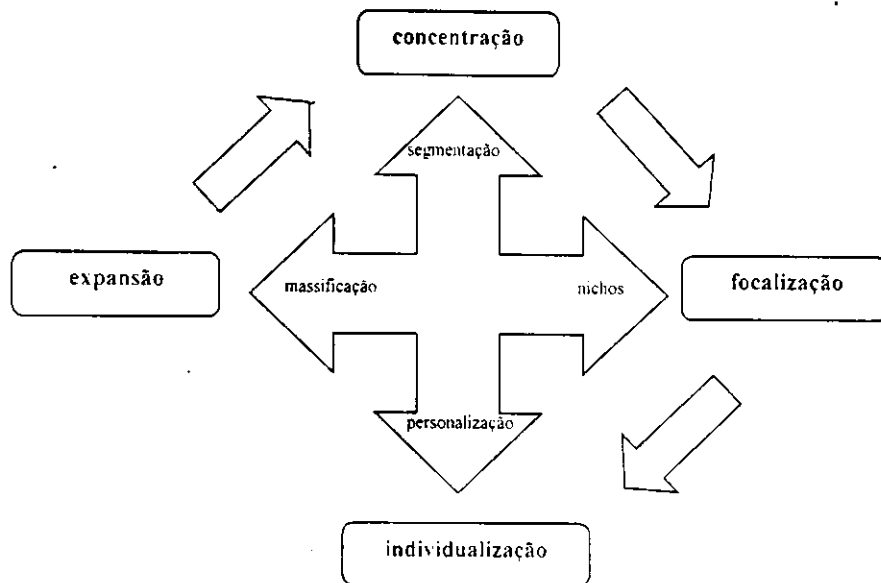 concentração
segmentação
expansão
massificação
nichos
focalização
personalização
individualização